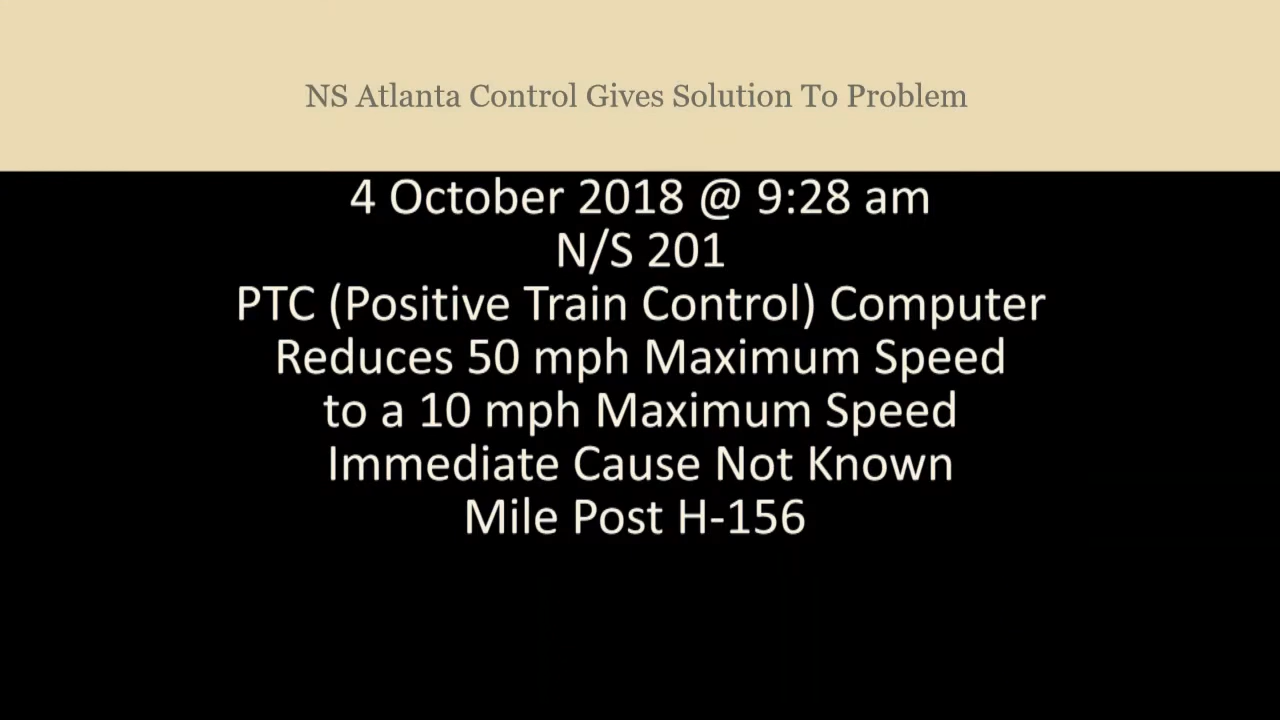 NS Atlanta Control Gives Solution To Problem
4 October 2018 @ 9:28 am
N/S 201
PTC (Positive Train Control) Computer
Reduces 50 mph Maximum Speed
to a 10 mph Maximum Speed
Immediate Cause Not Known
Mile Post H-156